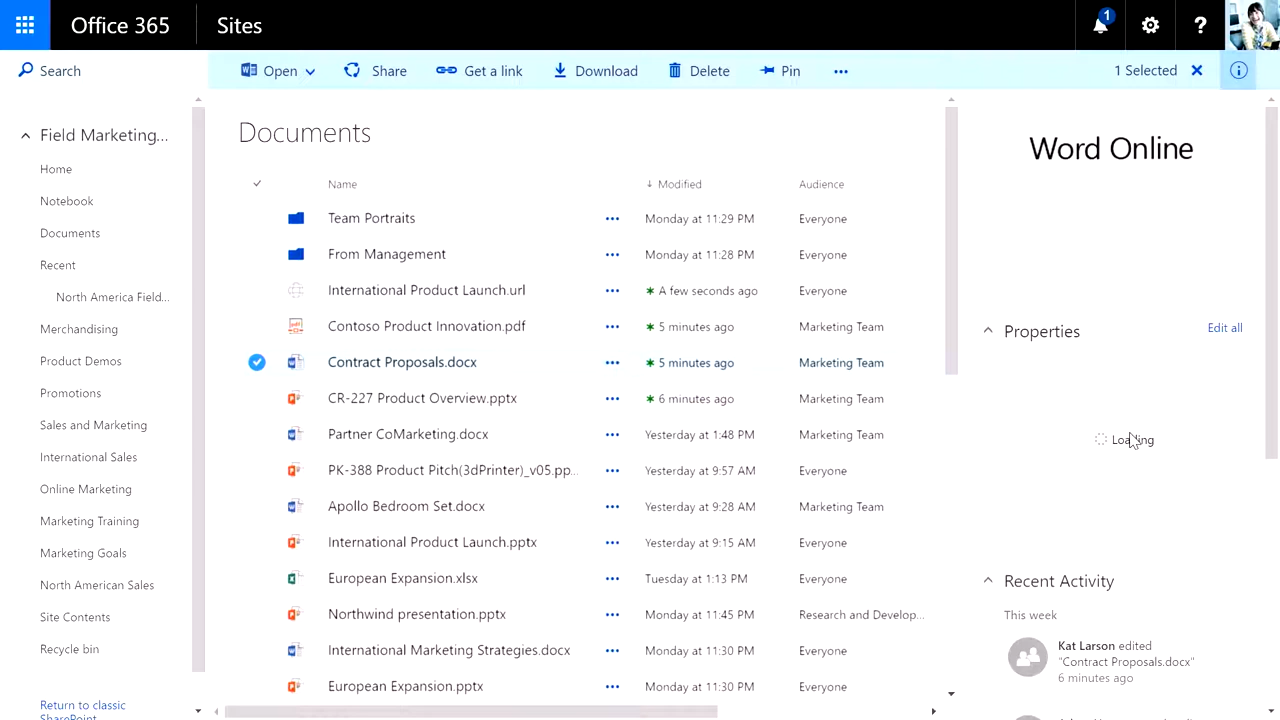 Office 365
Sites
1
?
Search
Open
Share
Get a link
Download
Delete
Pin
1 Selected
Field Marketing...
Home
Notebook
Documents
Recent
North America Field...
Merchandising
Product Demos
Promotions
Sales and Marketing
International Sales
Online Marketing
Marketing Training
Marketing Goals
North American Sales
Site Contents
Recycle bin
Return to classic
SharePoint
Documents
Name Modified Audience
Team Portraits Monday at 11:29 PM Everyone
From Management Monday at 11:28 PM Everyone
International Product Launch.url A few seconds ago Everyone
Contoso Product Innovation.pdf 5 minutes ago Marketing Team
Contract Proposals.docx 5 minutes ago Marketing Team
CR-227 Product Overview.pptx 6 minutes ago Marketing Team
Partner CoMarketing.docx Yesterday at 1:48 PM Marketing Team
PK-388 Product Pitch(3dPrinter)_v05.pp... Yesterday at 9:57 AM Everyone
Apollo Bedroom Set.docx Yesterday at 9:28 AM Marketing Team
International Product Launch.pptx Yesterday at 9:15 AM Everyone
European Expansion.xlsx Tuesday at 1:13 PM Everyone
Northwind presentation.pptx Monday at 11:45 PM Research and Develop...
International Marketing Strategies.docx Monday at 11:30 PM Everyone
European Expansion.pptx Monday at 11:30 PM Everyone
Word Online
Properties Edit all
Loading
Recent Activity
This week
Kat Larson edited
"Contract Proposals.docx"
6 minutes ago